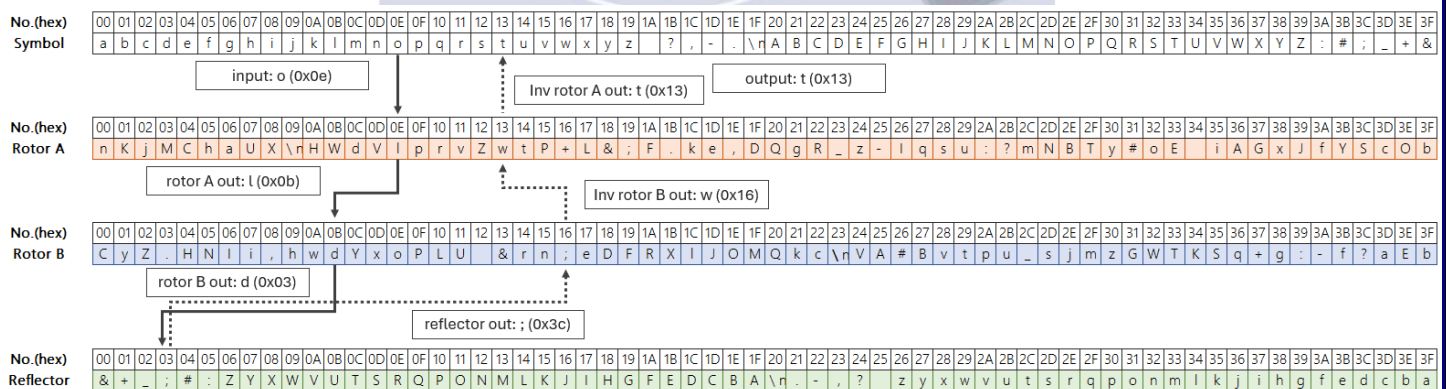 No.(hex) 00 01 02 03 04 05 06 07 08 09 0A 0B 0C 0D 0E 0F 10 11 12 13 14 15 16 17 18 19 1A 1B 1C 1D 1E 1F 20 21 22 23 24 25 26 27 28 29 2A 2B 2C 2D 2E 2F 30 31 32 33 34 35 36 37 38 39 3A 3B 3C 3D 3E 3F
Symbol a b c d e f g h i j k l m n o p q r s t u v w x y z ? , - . \n A B C D E F G H I J K L M N O P Q R S T U V W X Y Z : # ; _ + &
input: o (0x0e)
output: t (0x13)
Inv rotor A out: t (0x13)
No.(hex) 00 01 02 03 04 05 06 07 08 09 0A 0B 0C 0D 0E 0F 10 11 12 13 14 15 16 17 18 19 1A 1B 1C 1D 1E 1F 20 21 22 23 24 25 26 27 28 29 2A 2B 2C 2D 2E 2F 30 31 32 33 34 35 36 37 38 39 3A 3B 3C 3D 3E 3F
Rotor A n K j M C h a U X \n H W d V l p r v Z w t P + L & ; F . k e , D Q g R _ z - I q s u : ? m N B T y # o E i A G x J f Y S c O b
rotor A out: l (0x0b)
Inv rotor B out: w (0x16)
No.(hex) 00 01 02 03 04 05 06 07 08 09 0A 0B 0C 0D 0E 0F 10 11 12 13 14 15 16 17 18 19 1A 1B 1C 1D 1E 1F 20 21 22 23 24 25 26 27 28 29 2A 2B 2C 2D 2E 2F 30 31 32 33 34 35 36 37 38 39 3A 3B 3C 3D 3E 3F
Rotor B C y Z . H N I i , h w d Y x o P L U & r n ; e D F R X l J O M Q k c \n V A # B v t p u _ s j m z G W T K S q + g : - f ? a E b
rotor B out: d (0x03)
reflector out: ; (0x3c)
No.(hex) 00 01 02 03 04 05 06 07 08 09 0A 0B 0C 0D 0E 0F 10 11 12 13 14 15 16 17 18 19 1A 1B 1C 1D 1E 1F 20 21 22 23 24 25 26 27 28 29 2A 2B 2C 2D 2E 2F 30 31 32 33 34 35 36 37 38 39 3A 3B 3C 3D 3E 3F
Reflector & + _ ; # : Z Y X W V U T S R Q P O N M L K J I H G F E D C B A \n . - , ? z y x w v u t s r q p o n m l k j i h g f e d c b a